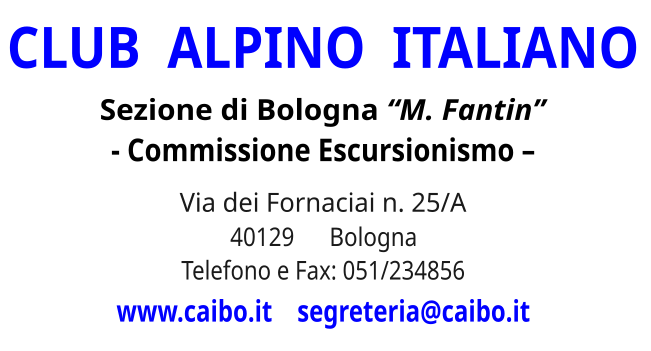 CLUB ALPINO ITALIANO
Sezione di Bologna “M. Fantin”
- Commissione Escursionismo –
Via dei Fornaciai n. 25/A
40129 Bologna
Telefono e Fax: 051/234856
www.caibo.it segreteria@caibo.it